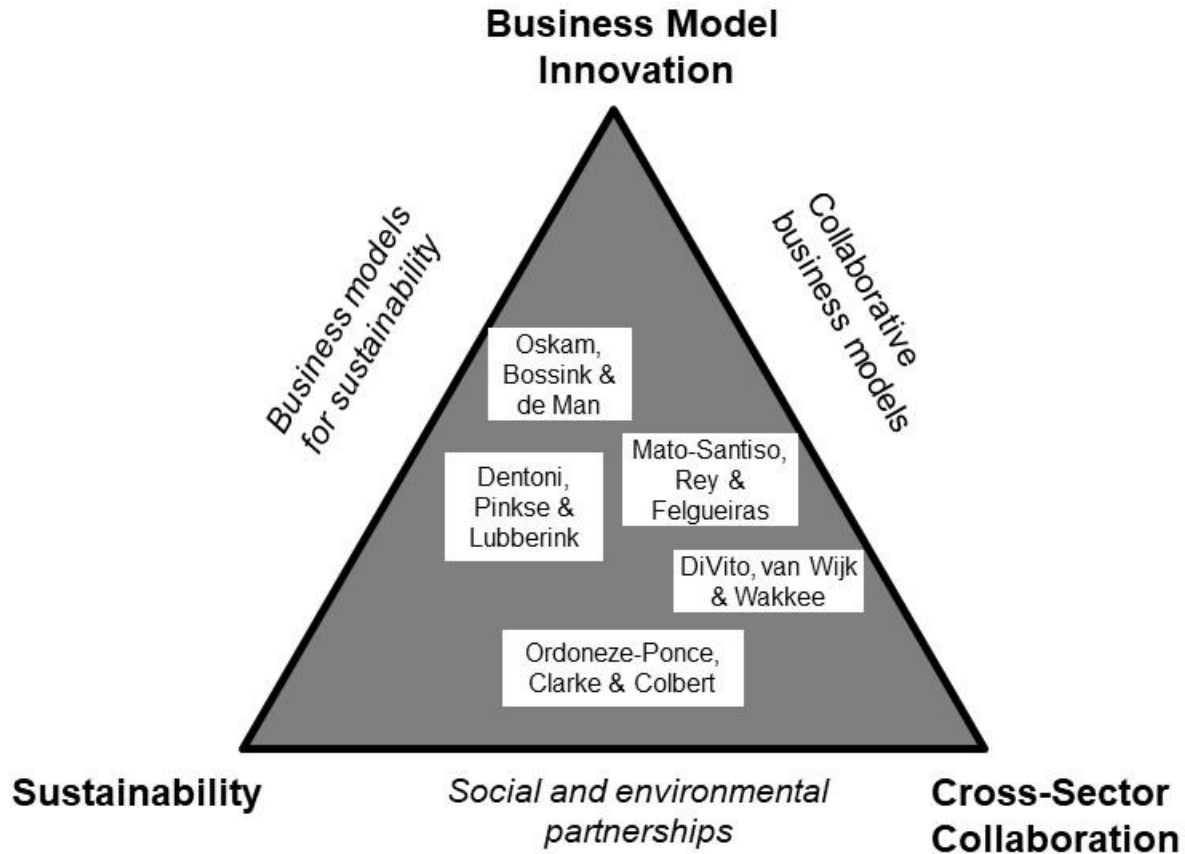 Business Model
Innovation
Business models
for sustainability
Collaborative
business models
Oskam,
Bossink &
de Man
Mato-Santiso,
Rey &
Felgueiras
Dentoni,
Pinkse &
Lubberink
DiVito, van Wijk
& Wakkee
Ordoneze-Ponce,
Clarke & Colbert
Sustainability
Social and environmental
partnerships
Cross-Sector
Collaboration